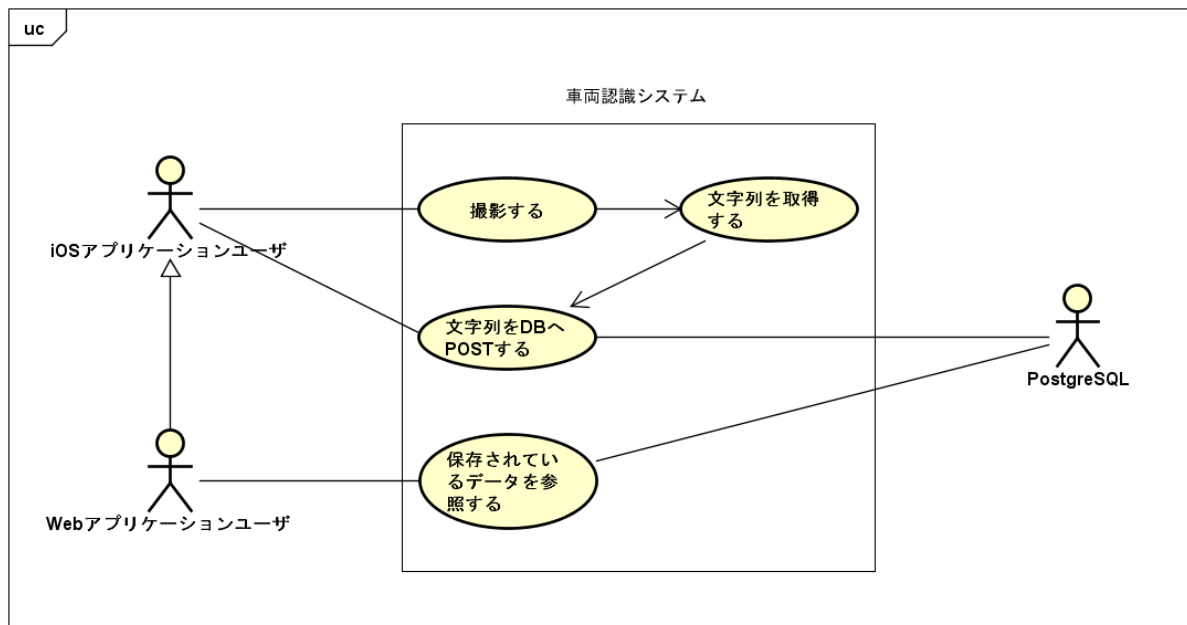 uc
車両認識システム
撮影する
文字列を取得
する
iOSアプリケーションユーザ
文字列をDBへ
POSTする
PostgreSQL
保存されてい
るデータを参
照する
Webアプリケーションユーザ